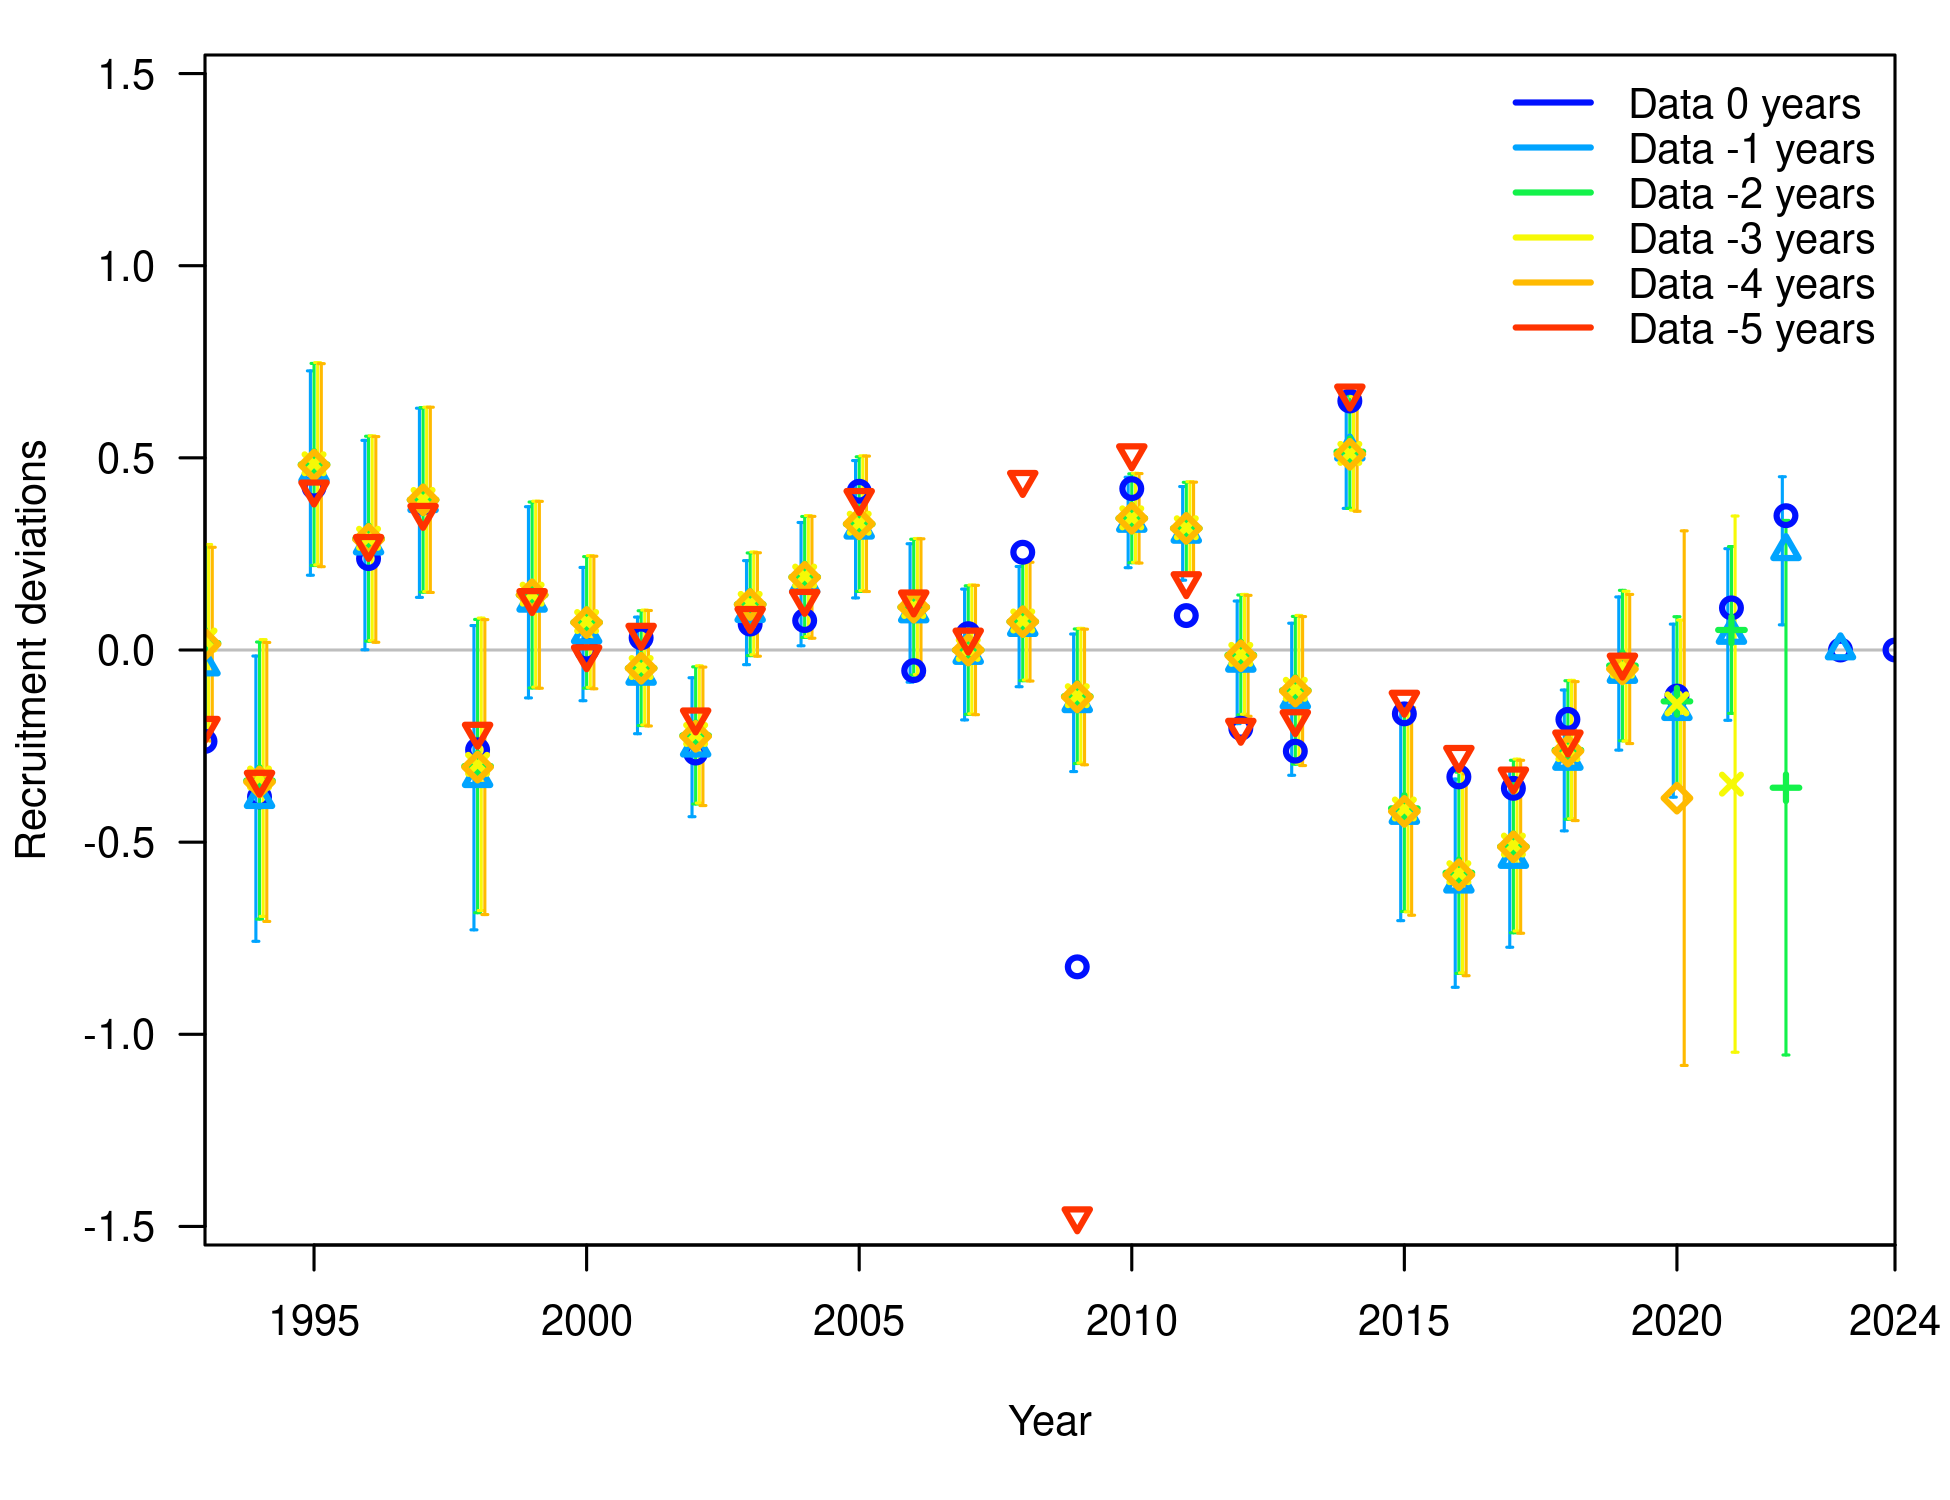 1.5
1.0
0.5
0.0
-0.5
-1.0
-1.5
Recruitment deviations
Data 0 years
Data -1 years
Data -2 years
Data -3 years
Data -4 years
Data -5 years
1995 2000 2005 2010 2015 2020 2024
Year